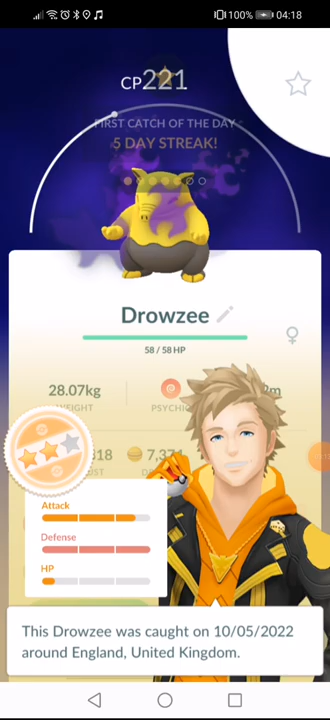 100% 04:18
CP221
FIRST CATCH OF THE DAY
5 DAY STREAK!
Drowzee
58 / 58 HP
28.07kg
WEIGHT
PSYCHIC
Attack
Defense
HP
This Drowzee was caught on 10/05/2022
around England, United Kingdom.